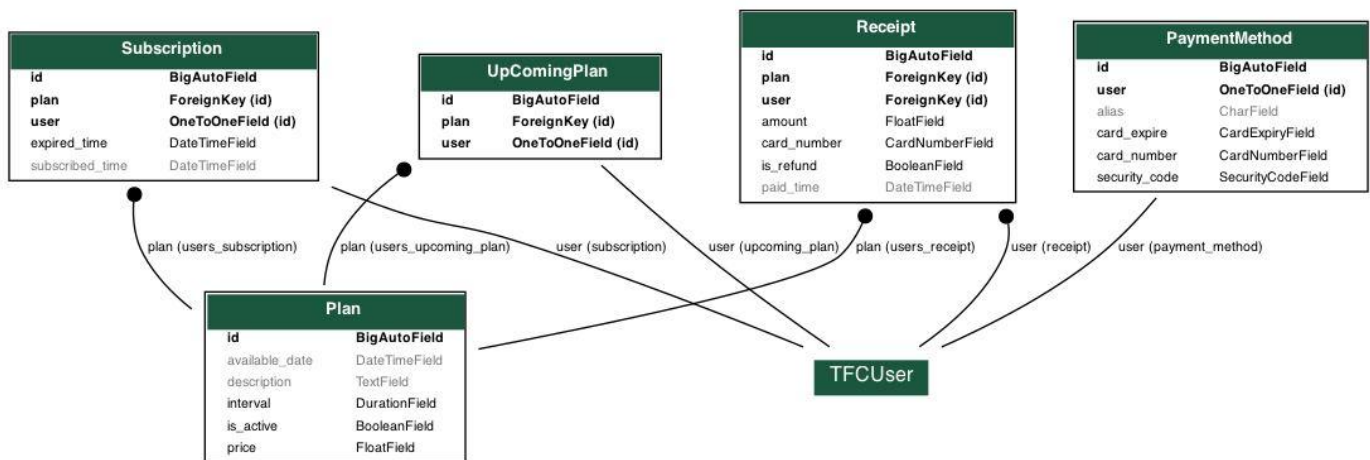 Subscription
id BigAutoField
plan ForeignKey (id)
user OneToOneField (id)
expired_time DateTimeField
subscribed_time DateTimeField
UpComingPlan
id BigAutoField
plan ForeignKey (id)
user OneToOneField (id)
Receipt
id BigAutoField
plan ForeignKey (id)
user ForeignKey (id)
amount FloatField
card_number CardNumberField
is_refund BooleanField
paid_time DateTimeField
PaymentMethod
id BigAutoField
user OneToOneField (id)
alias CharField
card_expire CardExpiryField
card_number CardNumberField
security_code SecurityCodeField
plan (users_subscription)
plan (users_upcoming_plan)
user (subscription)
user (upcoming_plan)
plan (users_receipt)
user (receipt)
user (payment_method)
Plan
id BigAutoField
available_date DateTimeField
description TextField
interval DurationField
is_active BooleanField
price FloatField
TFCUser